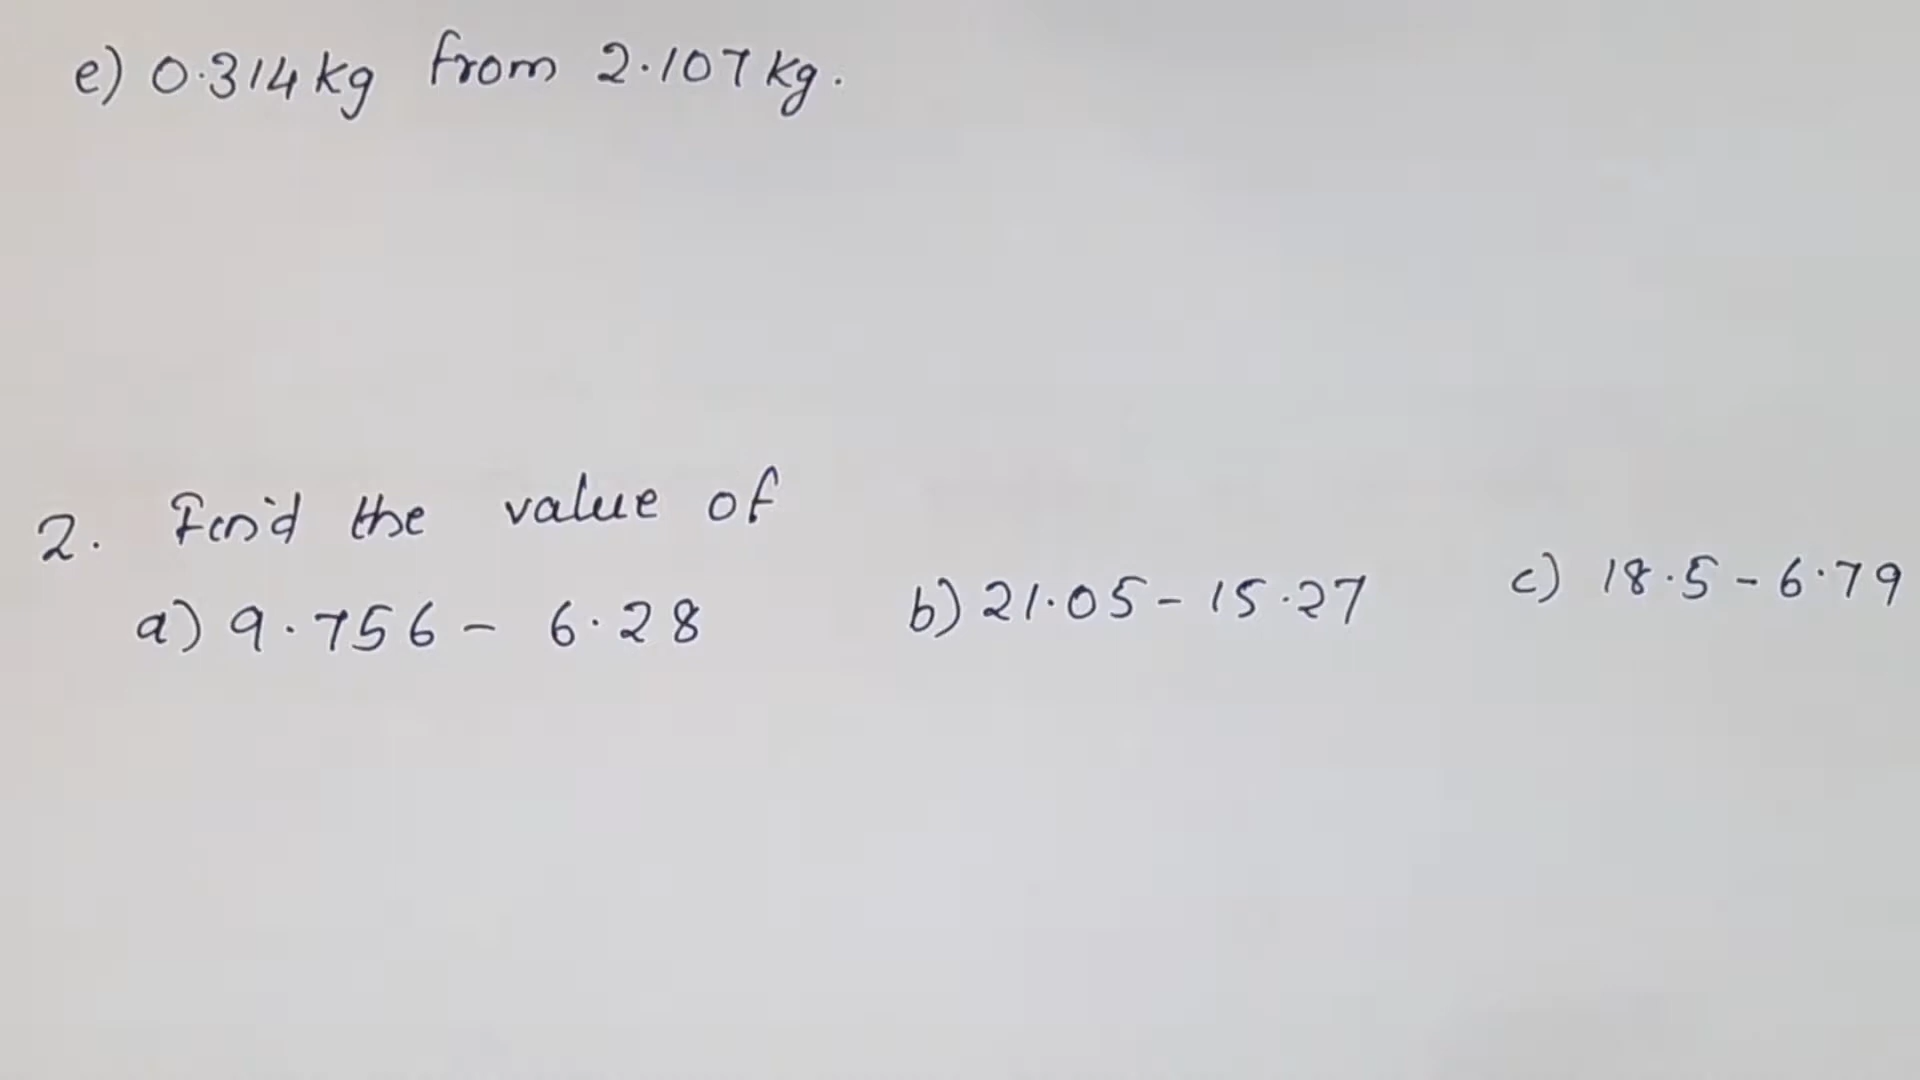 e) 0.314 kg from 2.107 kg.
2. Find the value of
a) 9.756 - 6.28 b) 21.05 - 15.27 c) 18.5 - 6.79